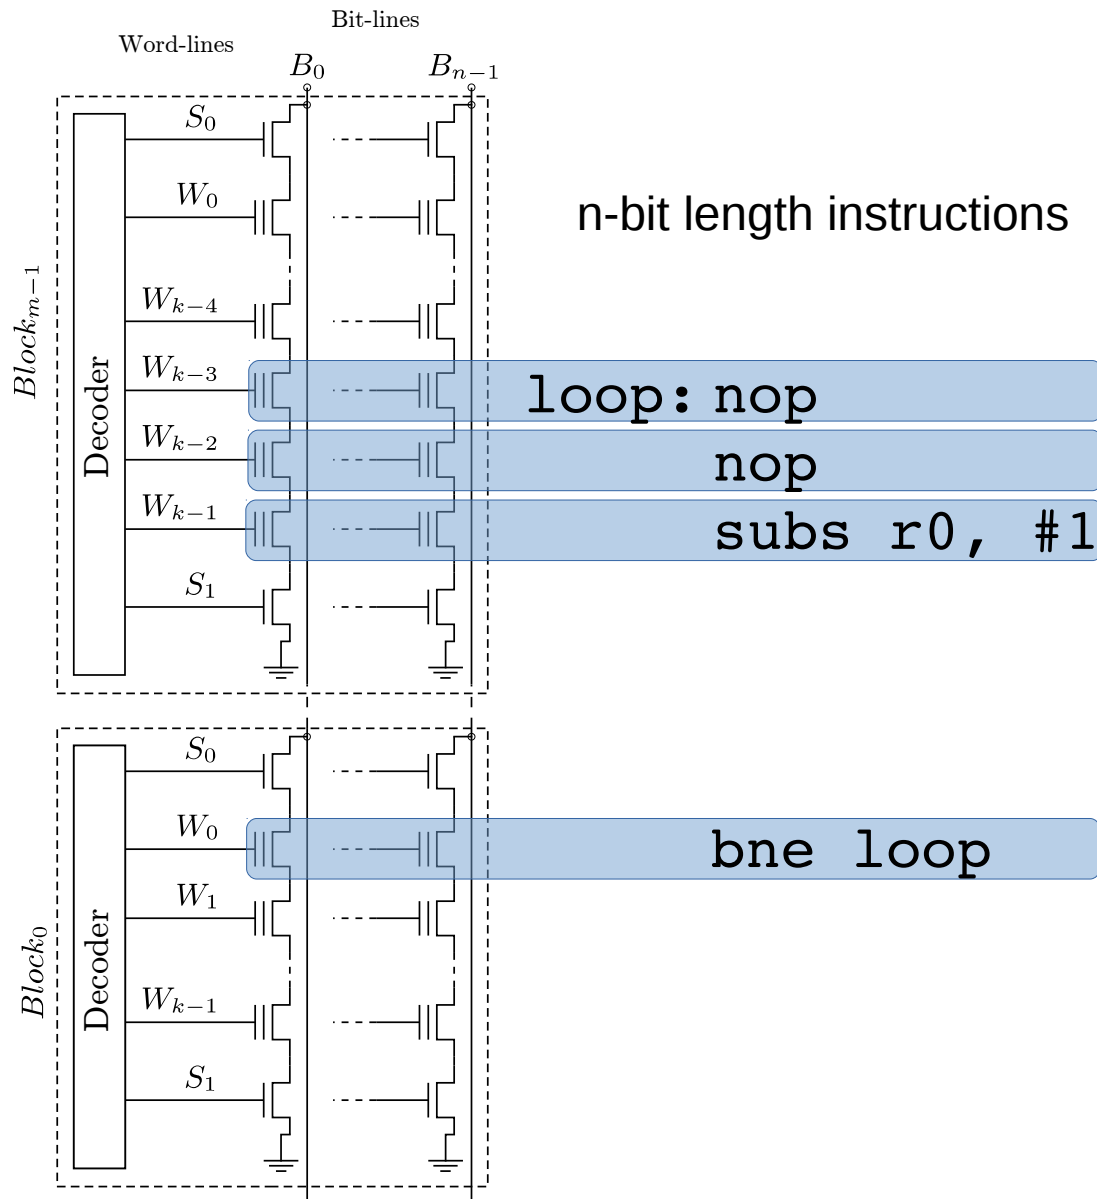 Bit-lines
Word-lines
B₀ Bₙ₋₁
S₀
W₀
n-bit length instructions
Wₖ₋₄
Blockₘ₋₁
Decoder
Wₖ₋₃ loop: nop
Wₖ₋₂ nop
Wₖ₋₁ subs r0, #1
S₁
S₀
W₀ bne loop
W₁
Block₀
Decoder
Wₖ₋₁
S₁